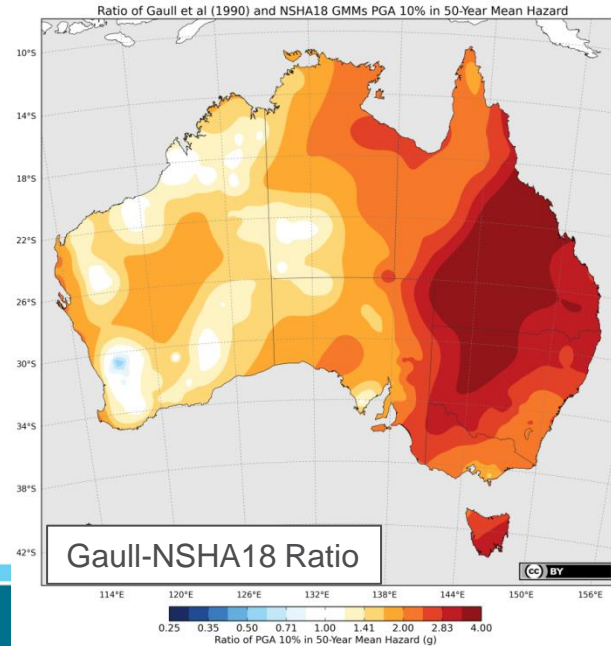 Ratio of Gaull et al (1990) and NSHA18 GMMs PGA 10% in 50-Year Mean Hazard
10°S
14°S
18°S
22°S
26°S
30°S
34°S
38°S
42°S
Gaull-NSHA18 Ratio
cc BY
114°E 120°E 126°E 132°E 138°E 144°E 150°E 156°E
0.25 0.35 0.50 0.71 1.00 1.41 2.00 2.83 4.00
Ratio of PGA 10% in 50-Year Mean Hazard (g)